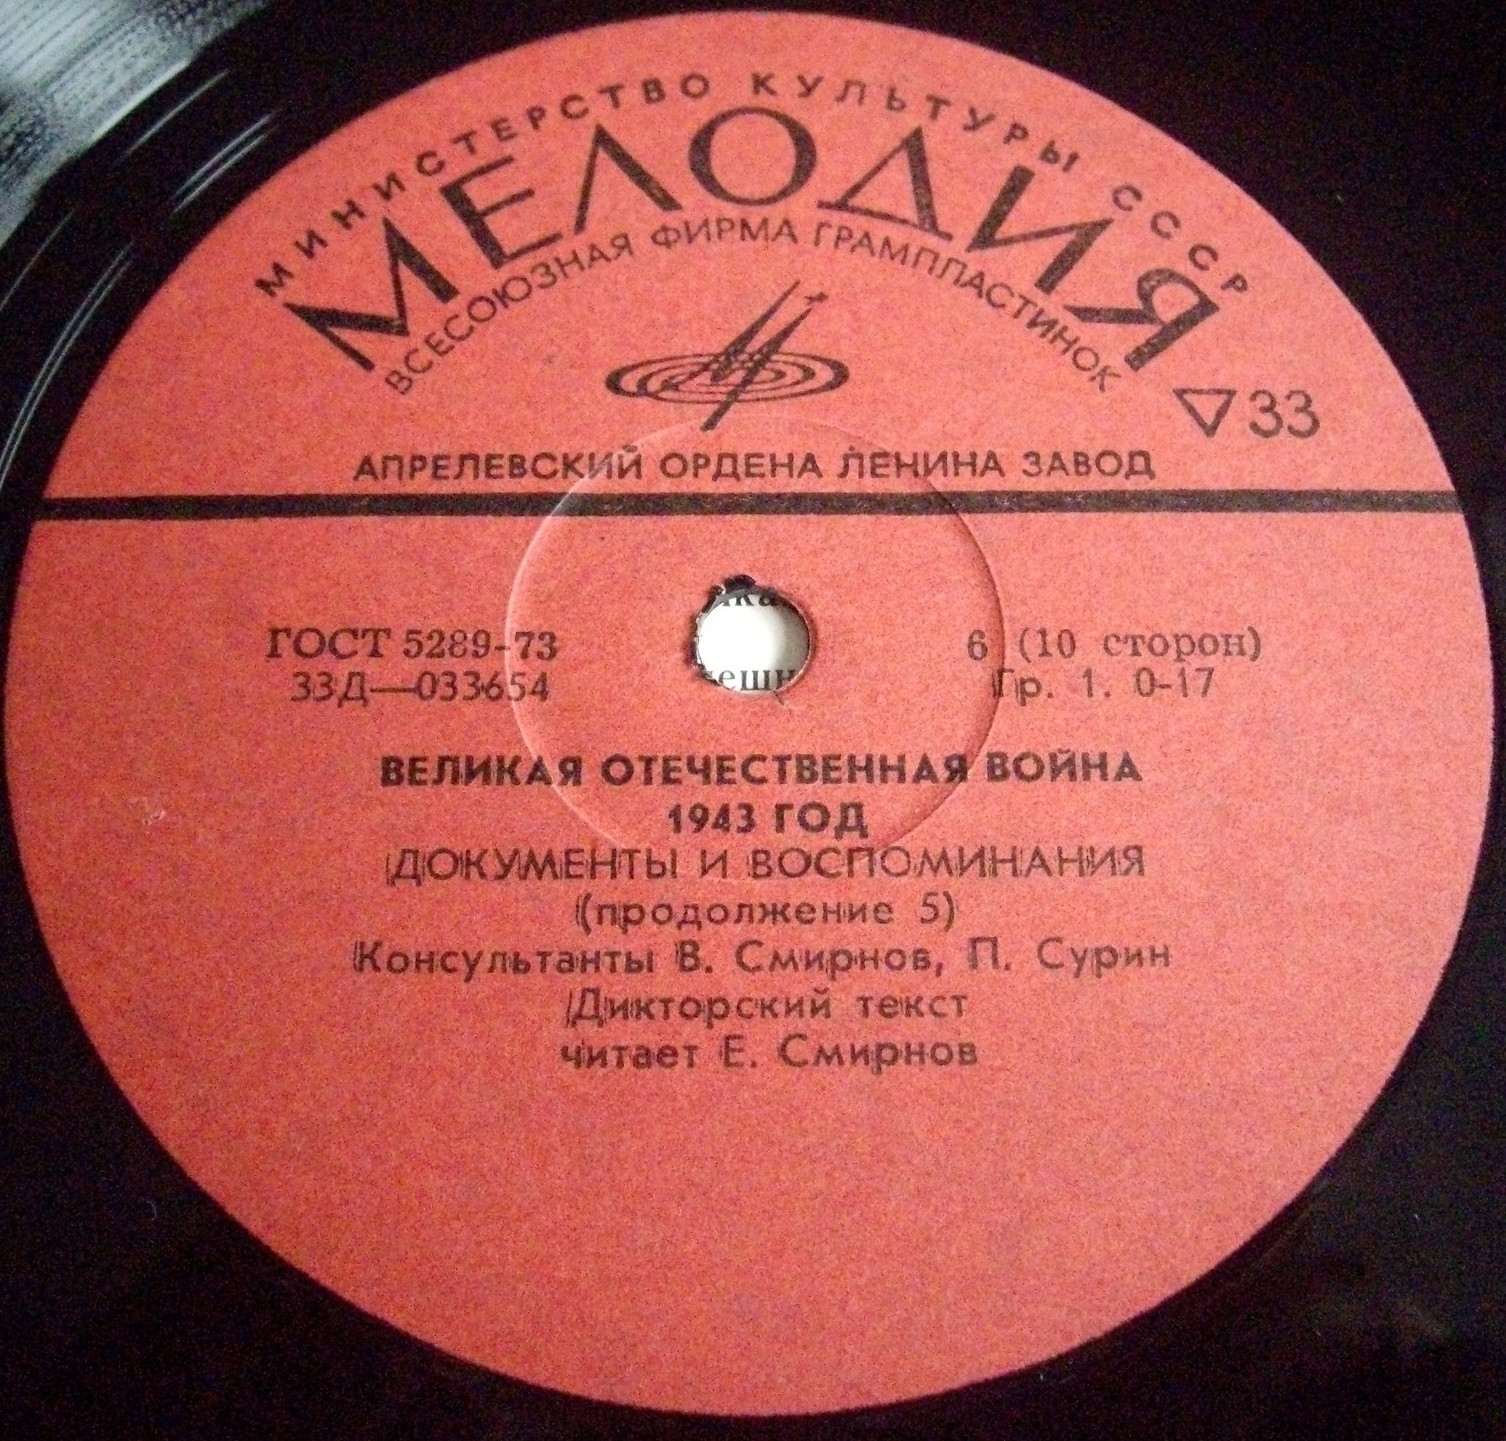 МИНИСТЕРСТВО КУЛЬТУРЫ СССР
МЕЛОДИЯ
ВСЕСОЮЗНАЯ ФИРМА ГРАМПЛАСТИНОК
33
АПРЕЛЕВСКИЙ ОРДЕНА ЛЕНИНА ЗАВОД
ГОСТ 5289-73
33Д—033654
6 (10 сторон)
Гр. 1. 0-17
ВЕЛИКАЯ ОТЕЧЕСТВЕННАЯ ВОЙНА
1943 ГОД
ДОКУМЕНТЫ И ВОСПОМИНАНИЯ
(продолжение 5)
Консультанты В. Смирнов, П. Сурин
Дикторский текст
читает Е. Смирнов